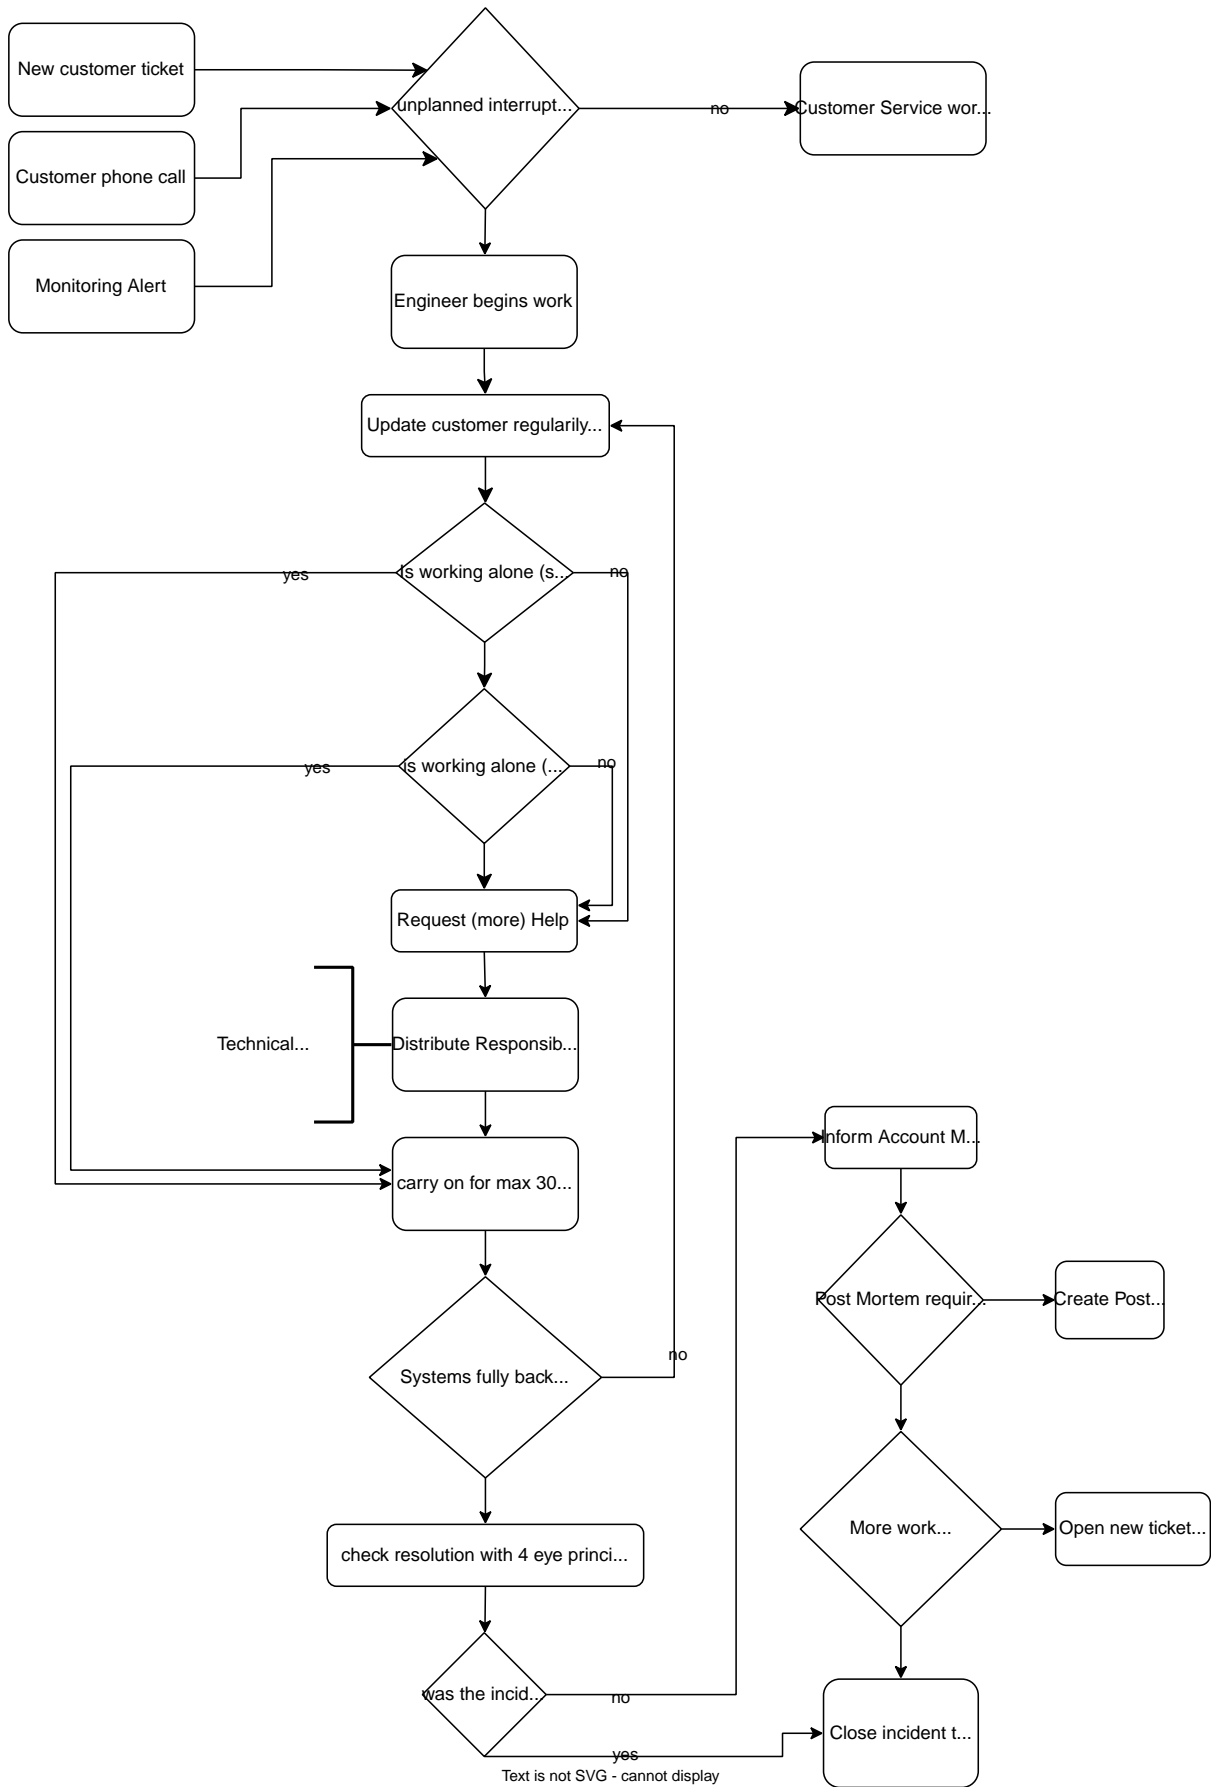 New customer ticket
unplanned interrupt...
no
Customer Service wor...
Customer phone call
Monitoring Alert
Engineer begins work
Update customer regularily...
yes
is working alone (s...
no
yes
is working alone (...
no
Request (more) Help
Technical...
Distribute Responsib...
carry on for max 30...
Inform Account M...
Post Mortem requir...
Create Post...
Systems fully back...
no
More work...
Open new ticket...
check resolution with 4 eye princi...
was the incid...
no
Close incident t...
yes
Text is not SVG - cannot display